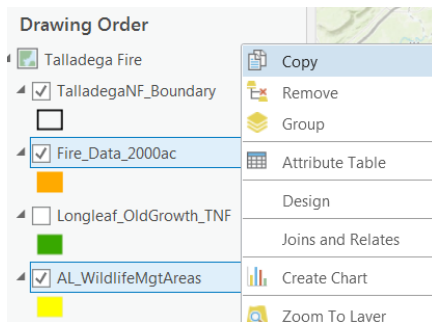 Drawing Order
Talladega Fire
TalladegaNF_Boundary
Fire_Data_2000ac
Longleaf_OldGrowth_TNF
AL_WildlifeMgtAreas
Copy
Remove
Group
Attribute Table
Design
Joins and Relates
Create Chart
Zoom To Layer